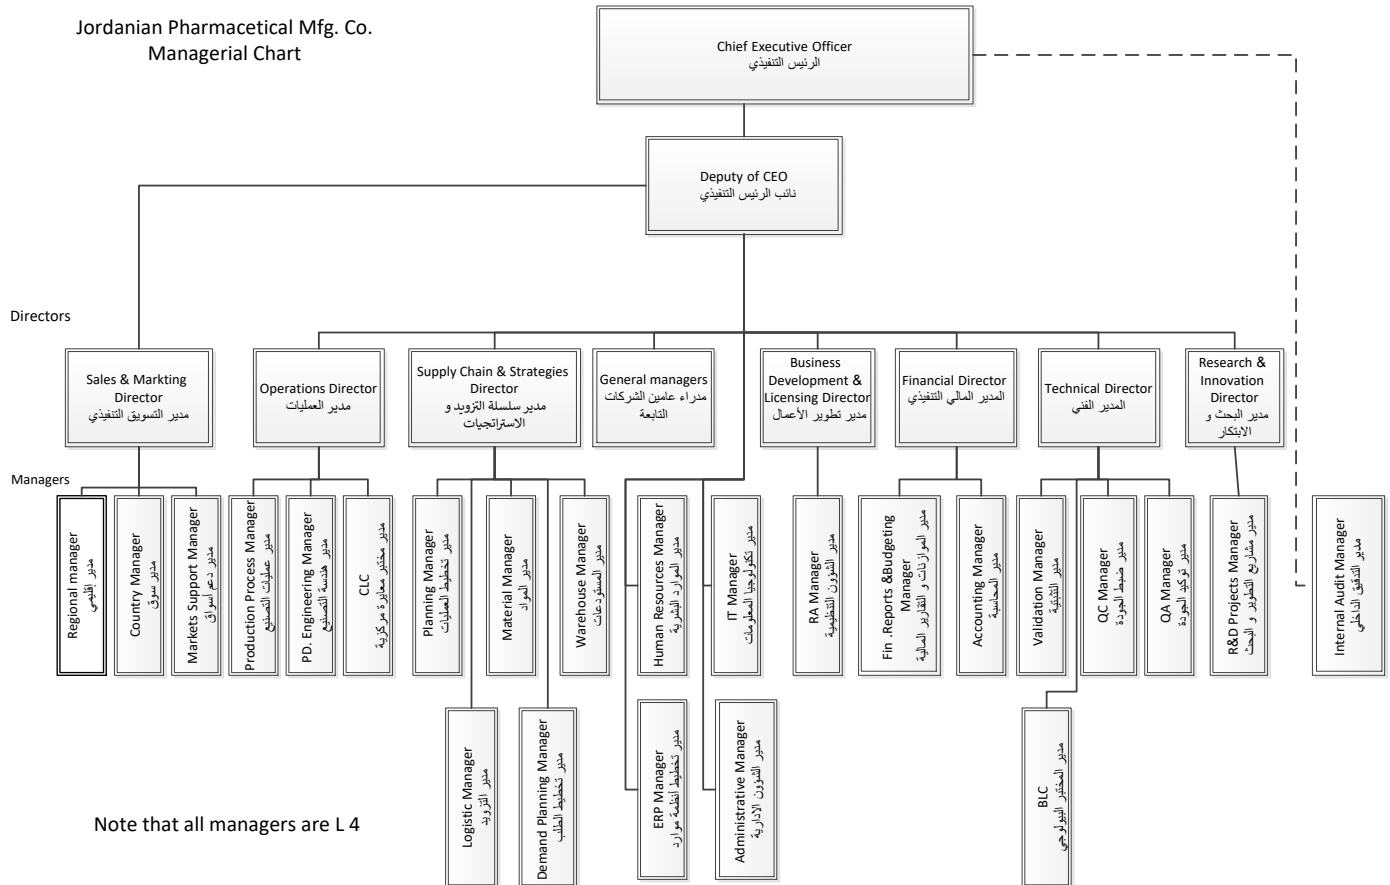 Jordanian Pharmacetical Mfg. Co.
Managerial Chart
Chief Executive Officer
الرئيس التنفيذي
Deputy of CEO
نائب الرئيس التنفيذي
Directors
Sales & Markting
Director
مدير التسويق التنفيذي
Operations Director
مدير العمليات
Supply Chain & Strategies
Director
مدير سلسلة التزويد و
الاستراتجيات
General managers
مدراء عامين الشركات
التابعة
Business
Development &
Licensing Director
مدير تطوير الأعمال
Financial Director
المدير المالي التنفيذي
Technical Director
المدير الفني
Research &
Innovation
Director
مدير البحث و
الابتكار
Managers
Regional manager
مدير إقليمي
Country Manager
مدير سوق
Markets Support Manager
مدير دعم أسواق
Production Process Manager
مدير عمليات التصنيع
PD. Engineering Manager
مدير هندسة التصنيع
CLC
مدير مختبر معايرة مركزية
Planning Manager
مدير تخطيط العمليات
Material Manager
مدير المواد
Warehouse Manager
مدير المستودعات
Human Resources Manager
مدير الموارد البشرية
IT Manager
مدير تكنولوجيا المعلومات
RA Manager
مدير الشؤون التنظيمية
Fin .Reports &Budgeting
Manager
مدير الموازنات و التقارير المالية
Accounting Manager
مدير المحاسبة
Validation Manager
مدير التثبتية
QC Manager
مدير ضبط الجودة
QA Manager
مدير توكيد الجودة
R&D Projects Manager
مدير مشاريع التطوير و البحث
Internal Audit Manager
مدير التدقيق الداخلي
Logistic Manager
مدير التزويد
Demand Planning Manager
مدير تخطيط الطلب
ERP Manager
مدير تخطيط أنظمة موارد
Administrative Manager
مدير الشؤون الادارية
BLC
مدير المختبر البيولوجي
Note that all managers are L 4